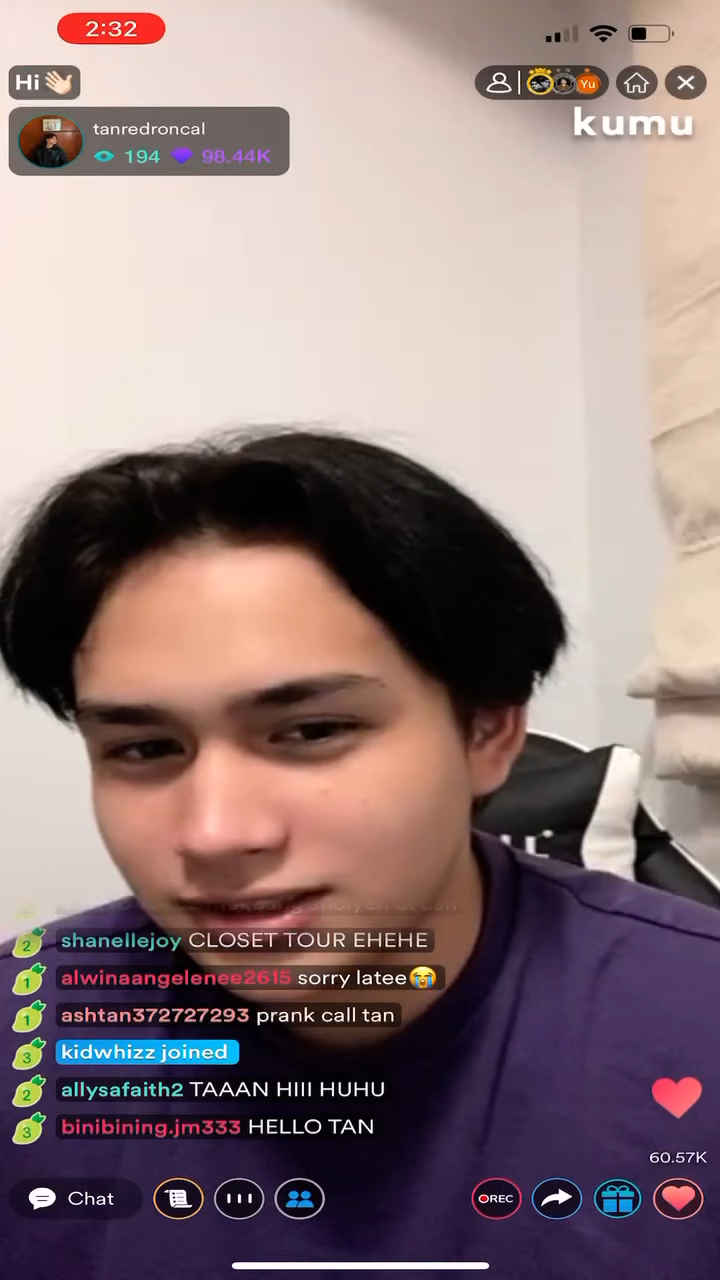 2:32
Hi 👋🏻
Yu
kumu
tanredroncal
194 98.44K
2 shanellejoy CLOSET TOUR EHEHE
1 alwinaangelenee2615 sorry latee😭
1 ashtan372727293 prank call tan
3 kidwhizz joined
2 allysafaith2 TAAAN HIII HUHU
3 binibining.jm333 HELLO TAN
60.57K
Chat
REC